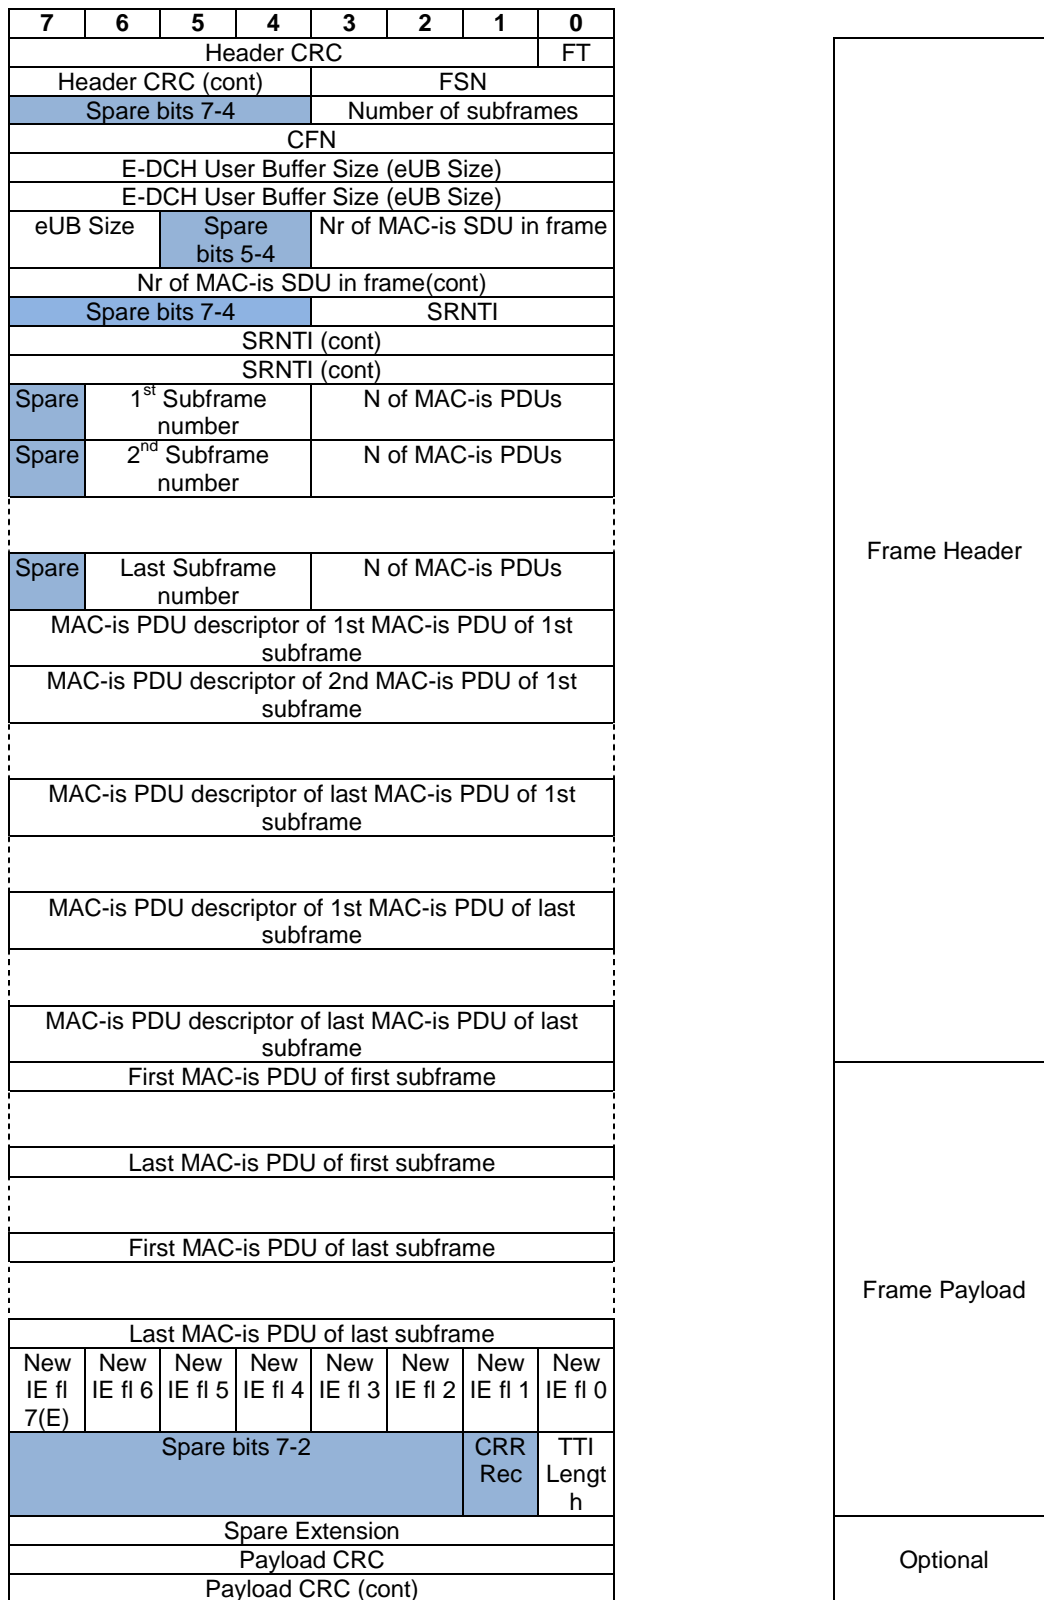 7 6 5 4 3 2 1 0
Header CRC FT
Header CRC (cont) FSN
Spare bits 7-4 Number of subframes
CFN
E-DCH User Buffer Size (eUB Size)
E-DCH User Buffer Size (eUB Size)
eUB Size Spare Nr of MAC-is SDU in frame
bits 5-4
Nr of MAC-is SDU in frame(cont)
Spare bits 7-4 SRNTI
SRNTI (cont)
SRNTI (cont)
Spare 1st Subframe N of MAC-is PDUs
number
Spare 2nd Subframe N of MAC-is PDUs
number
Frame Header
Spare Last Subframe N of MAC-is PDUs
number
MAC-is PDU descriptor of 1st MAC-is PDU of 1st
subframe
MAC-is PDU descriptor of 2nd MAC-is PDU of 1st
subframe
MAC-is PDU descriptor of last MAC-is PDU of 1st
subframe
MAC-is PDU descriptor of 1st MAC-is PDU of last
subframe
MAC-is PDU descriptor of last MAC-is PDU of last
subframe
First MAC-is PDU of first subframe
Last MAC-is PDU of first subframe
First MAC-is PDU of last subframe
Frame Payload
Last MAC-is PDU of last subframe
New New New New New New New New
IE fl IE fl 6 IE fl 5 IE fl 4 IE fl 3 IE fl 2 IE fl 1 IE fl 0
7(E)
Spare bits 7-2 CRR TTI
Rec Lengt
h
Spare Extension
Payload CRC
Optional
Payload CRC (cont)